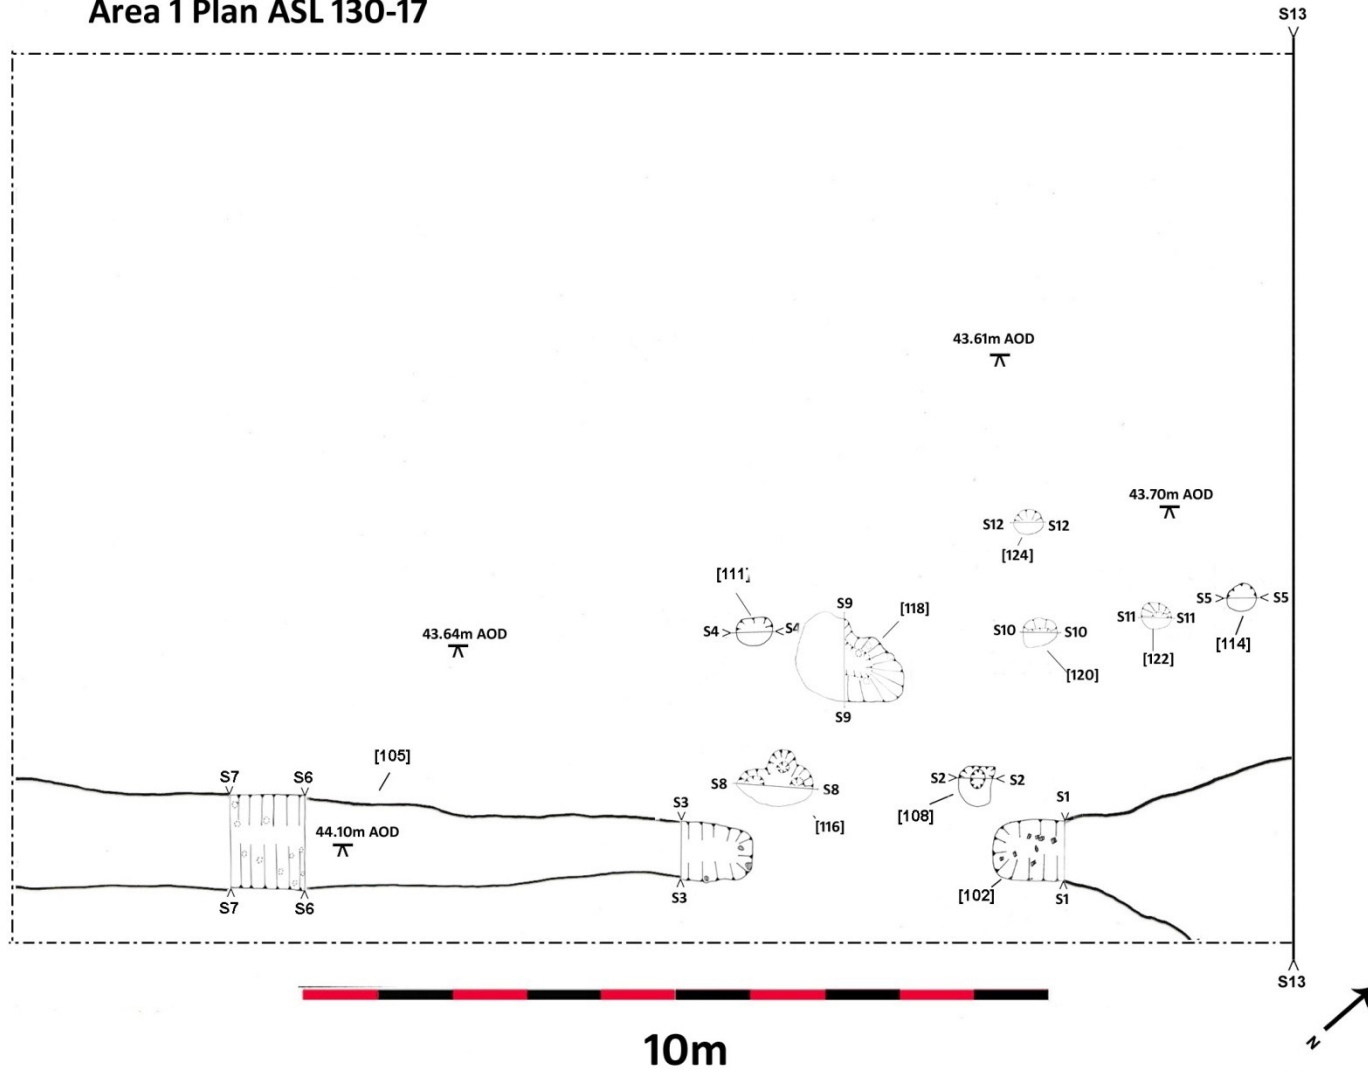 Area 1 Plan ASL 130-17
S13
43.61m AOD
43.70m AOD
S12 S12
[124]
[111]
S5 S5
S9
[118]
S11 S11
S4 S4
S10 S10
43.64m AOD
[114]
[122]
[120]
S9
[105]
S7 S6
S8 S8
S2 S2
S3
S1
[108]
[116]
44.10m AOD
S3
[102]
S1
S7 S6
S13
10m
N